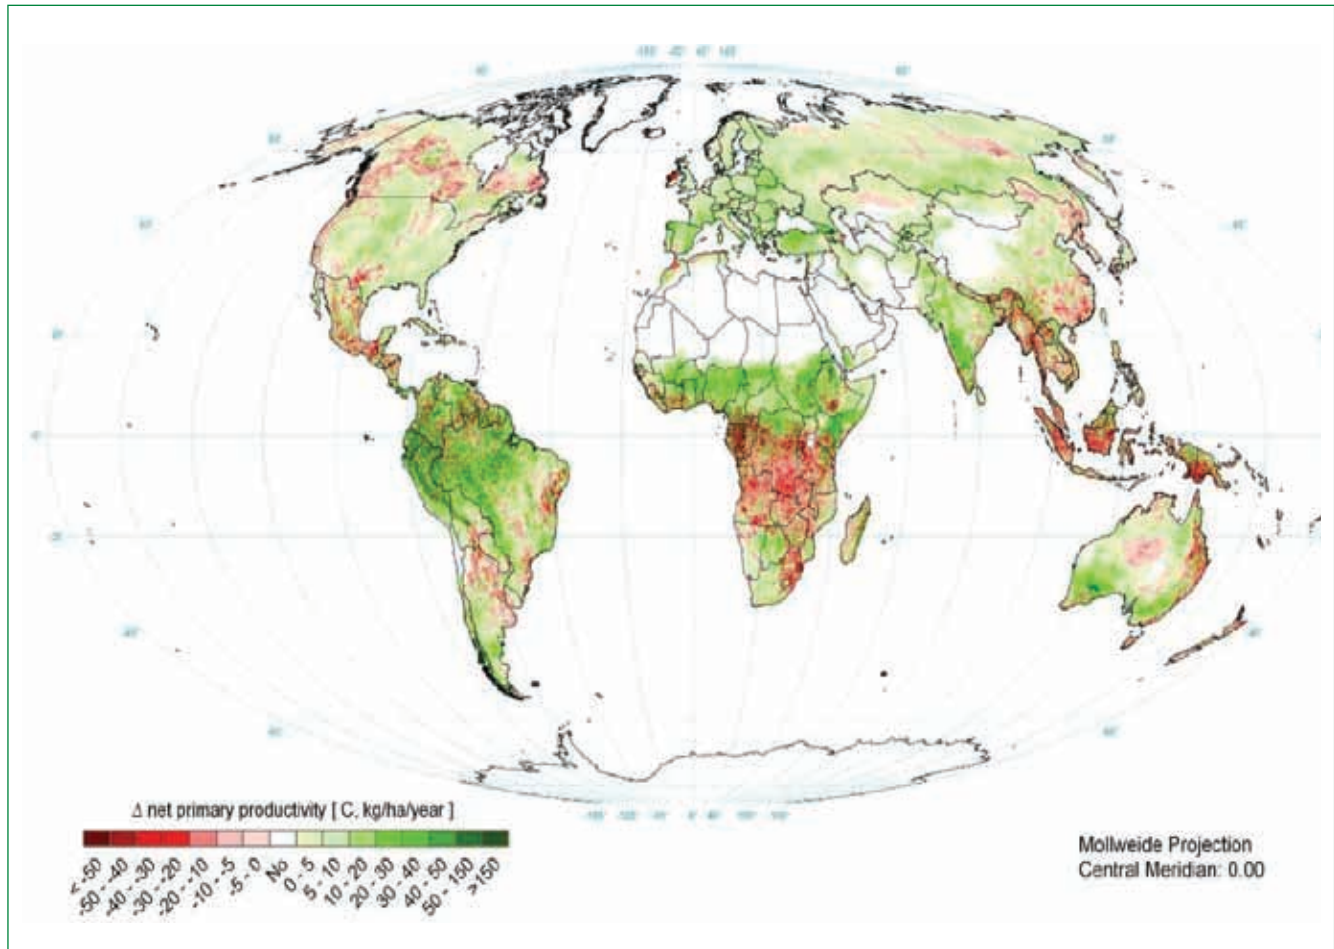 Δ net primary productivity [ C, kg/ha/year ]
< -50
-50 - -40
-40 - -30
-30 - -20
-20 - -10
-10 - -5
-5 - 0
No
0 - 5
5 - 10
10 - 20
20 - 30
30 - 40
40 - 50
50 - 150
>150
Mollweide Projection
Central Meridian: 0.00